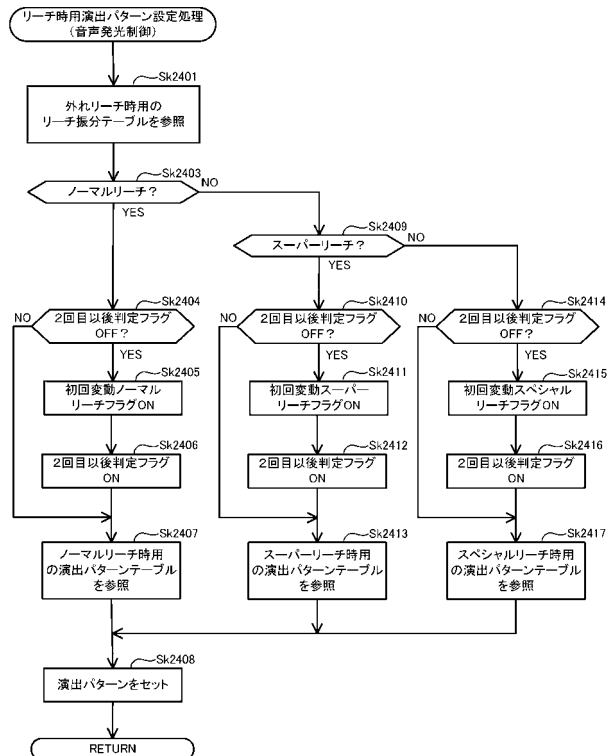 リーチ時用演出パターン設定処理
(音声発光制御)
Sk2401
外れリーチ時用の
リーチ振分テーブルを参照
Sk2403
ノーマルリーチ?
NO
YES
Sk2409
スーパーリーチ?
NO
YES
Sk2404
NO
2回目以後判定フラグ
OFF?
YES
Sk2405
初回変動ノーマル
リーチフラグON
Sk2406
2回目以後判定フラグ
ON
Sk2407
ノーマルリーチ時用
の演出パターンテーブル
を参照
Sk2410
NO
2回目以後判定フラグ
OFF?
YES
Sk2411
初回変動スーパー
リーチフラグON
Sk2412
2回目以後判定フラグ
ON
Sk2413
スーパーリーチ時用
の演出パターンテーブル
を参照
Sk2414
NO
2回目以後判定フラグ
OFF?
YES
Sk2415
初回変動スペシャル
リーチフラグON
Sk2416
2回目以後判定フラグ
ON
Sk2417
スペシャルリーチ時用
の演出パターンテーブル
を参照
Sk2408
演出パターンをセット
RETURN